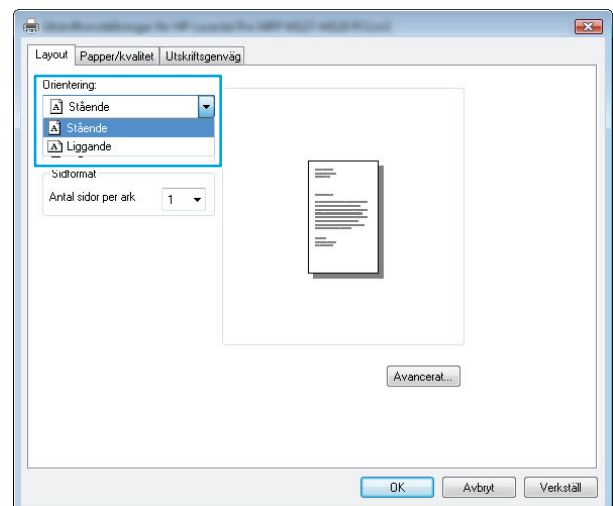 Layout Papper/kvalitet Utskriftsgenväg
Orientering:
A Stående
A Stående
A Liggande
Sidformat
Antal sidor per ark 1
Avancerat...
OK Avbryt Verkställ